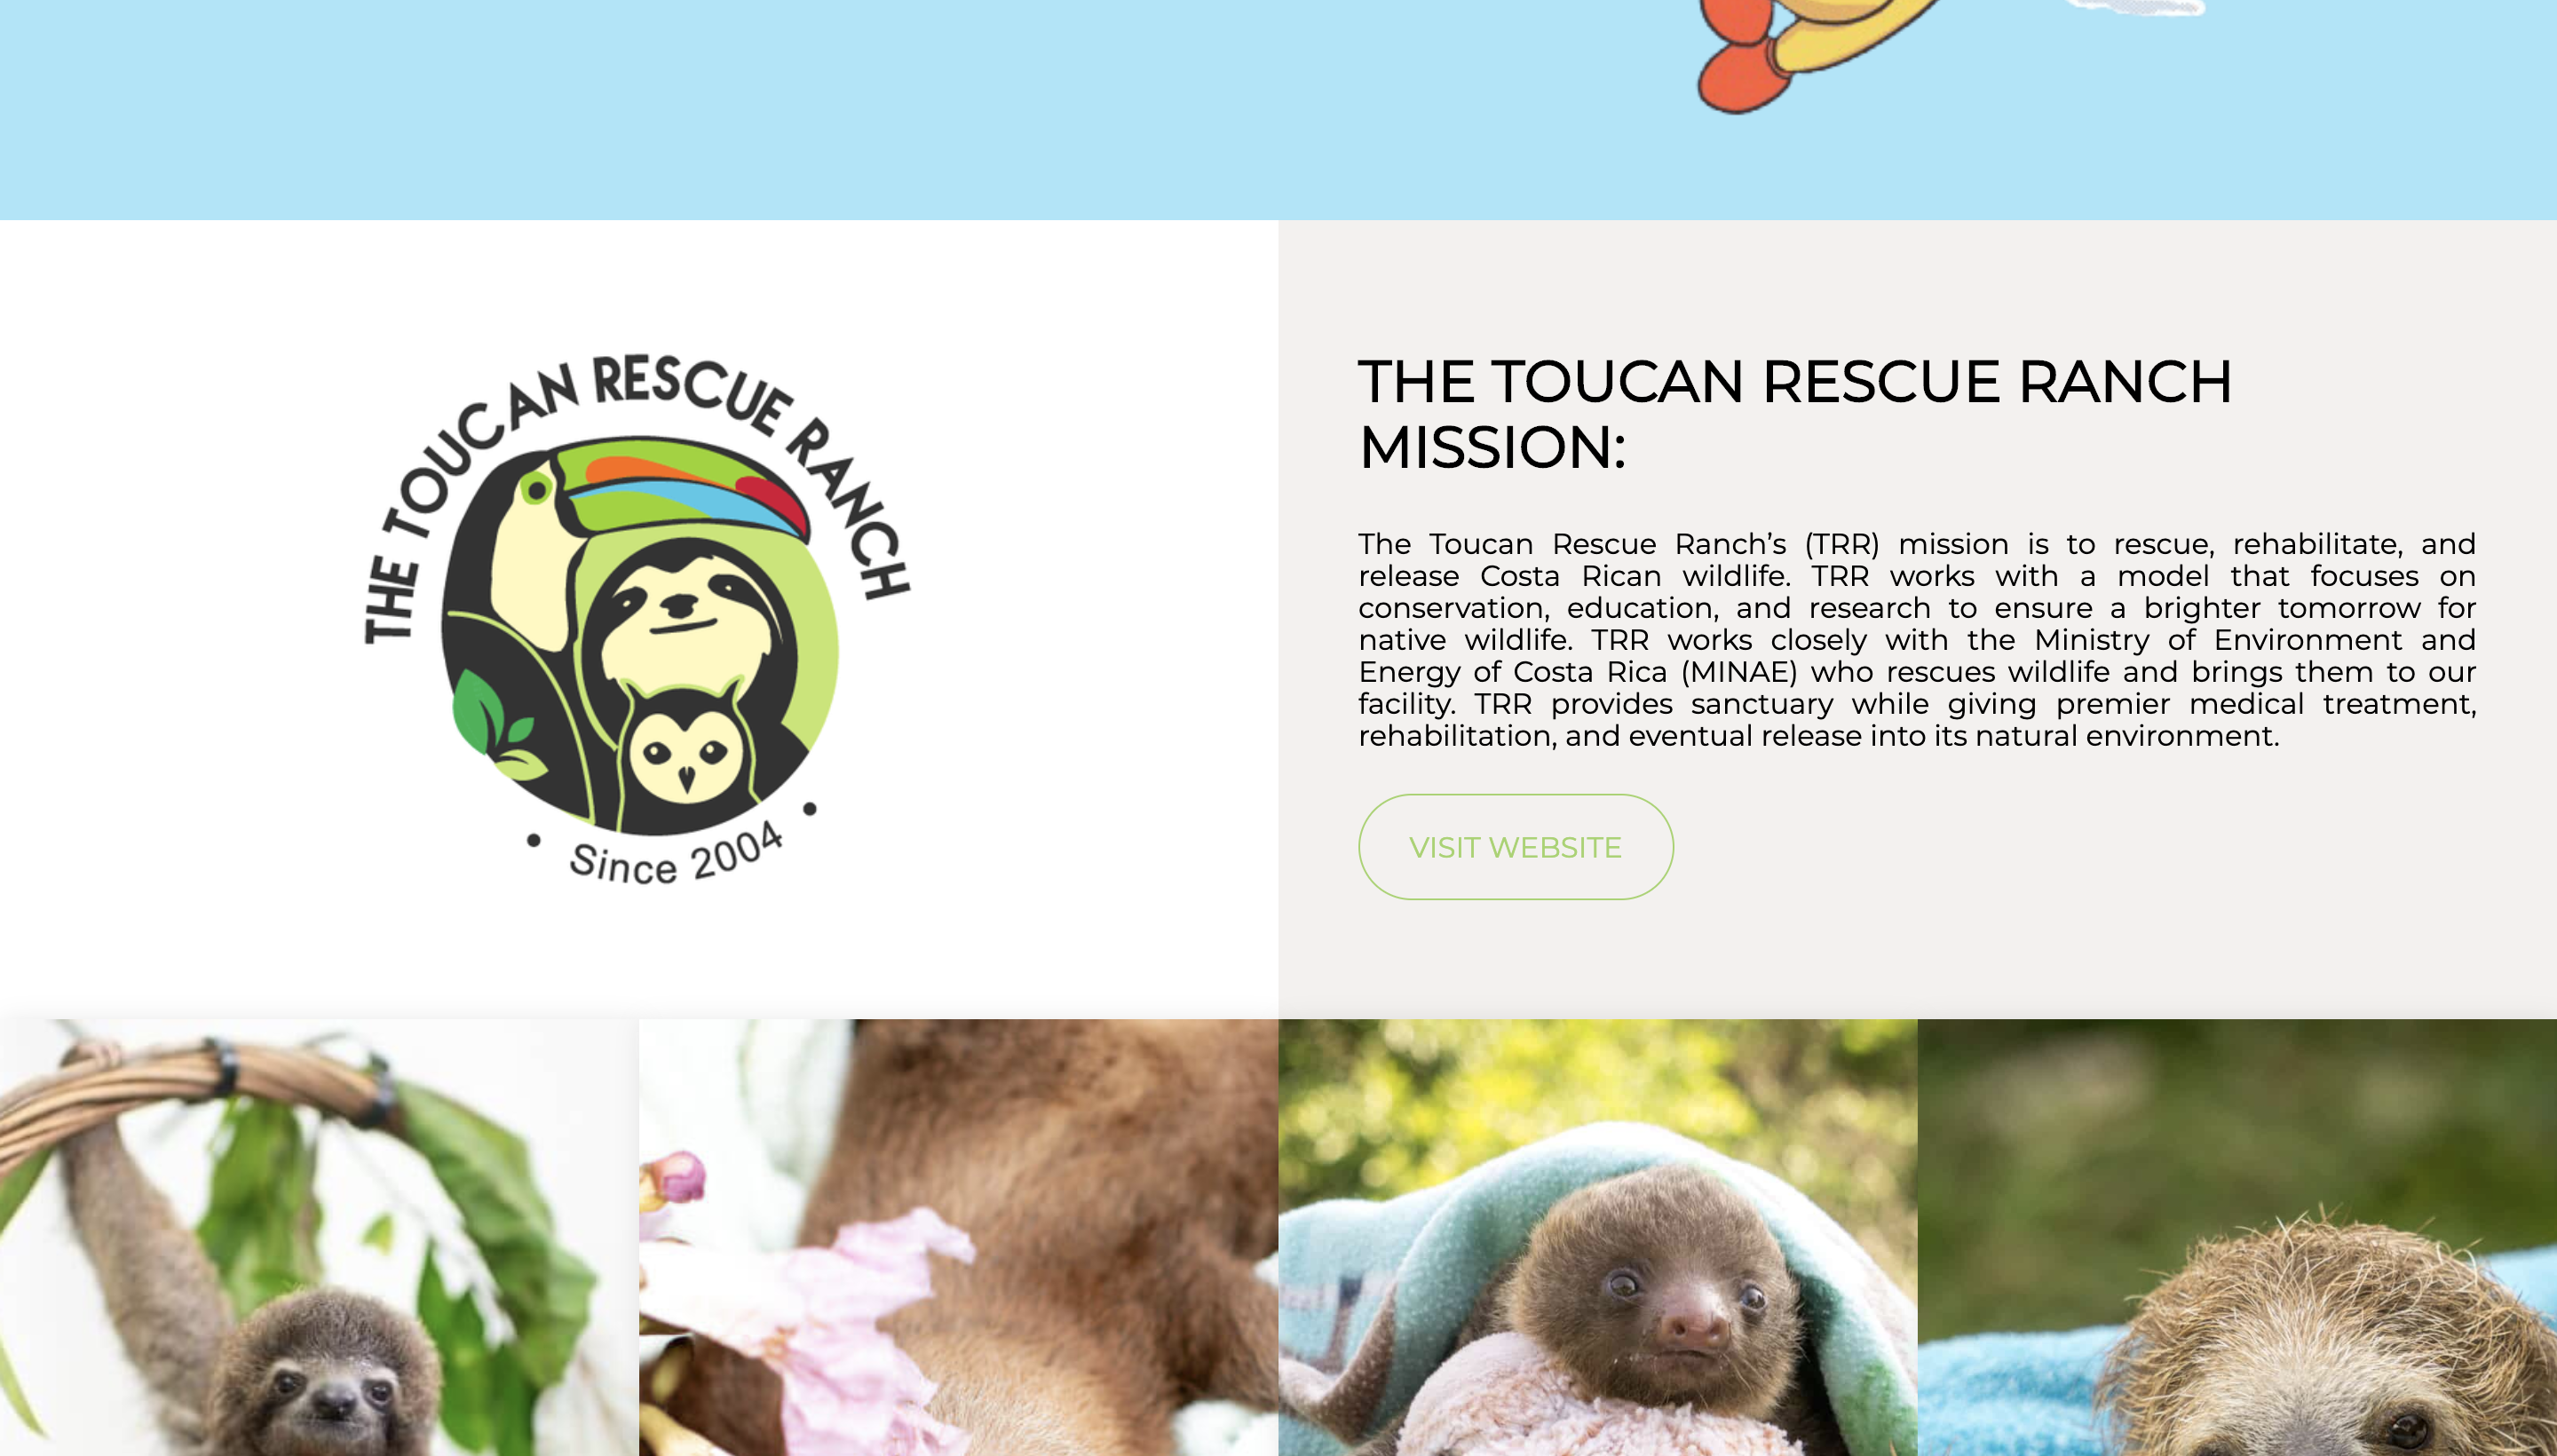 THE TOUCAN RESCUE RANCH
Since 2004
THE TOUCAN RESCUE RANCH
MISSION:
The Toucan Rescue Ranch’s (TRR) mission is to rescue, rehabilitate, and
release Costa Rican wildlife. TRR works with a model that focuses on
conservation, education, and research to ensure a brighter tomorrow for
native wildlife. TRR works closely with the Ministry of Environment and
Energy of Costa Rica (MINAE) who rescues wildlife and brings them to our
facility. TRR provides sanctuary while giving premier medical treatment,
rehabilitation, and eventual release into its natural environment.
VISIT WEBSITE